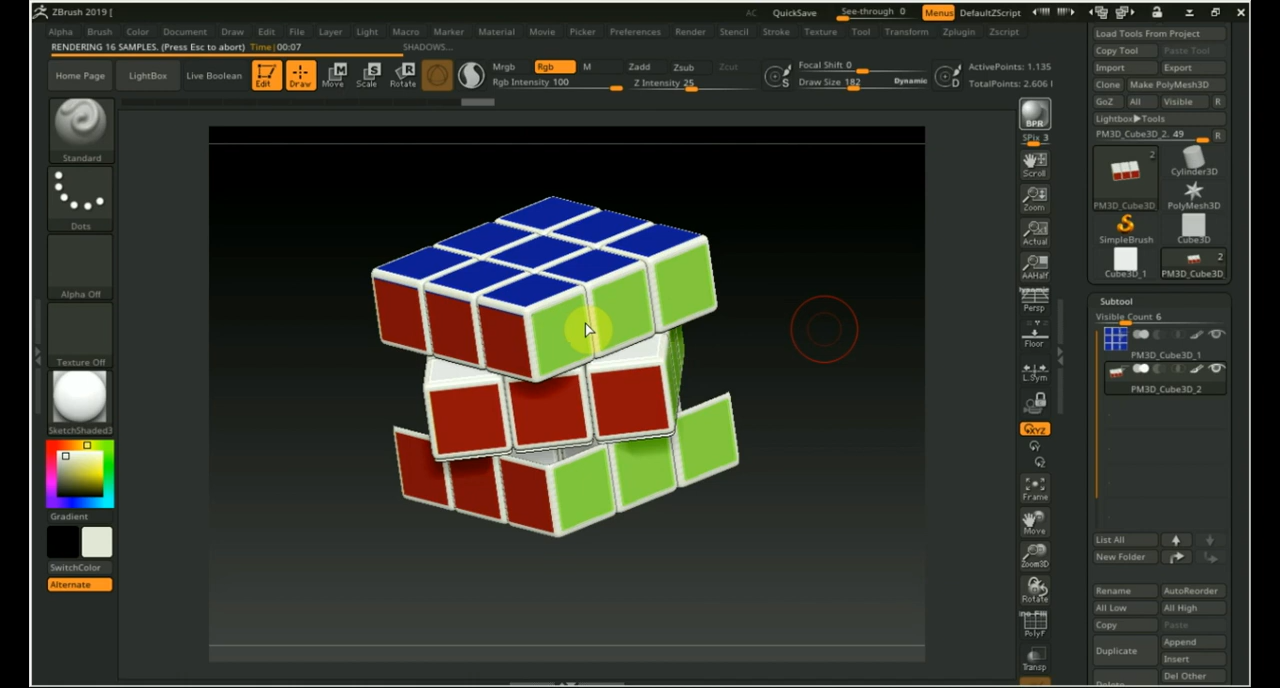 ZBrush 2019 [
AC QuickSave See-through 0 Menus DefaultZScript
Alpha Brush Color Document Draw Edit File Layer Light Macro Marker Material Movie Picker Preferences Render Stencil Stroke Texture Tool Transform Zplugin Zscript
RENDERING 16 SAMPLES. (Press Esc to abort) Time|00:07 SHADOWS...
Home Page LightBox Live Boolean Edit Draw Move Scale Rotate
Mrgb Rgb M Zadd Zsub Zcut
Rgb Intensity 100 Z Intensity 25
Focal Shift 0
Draw Size 182 Dynamic
ActivePoints: 1.135
TotalPoints: 2.606
Standard
Dots
Alpha Off
Texture Off
SketchShaded3
Gradient
SwitchColor
Alternate
BPR
SPix 3
Scroll
Zoom
Actual
AAHalf
Persp
Floor
L.Sym
XYZ
Frame
Move
Zoom3D
Rotate
PolyF
Transp
Load Tools From Project
Copy Tool Paste Tool
Import Export
Clone Make PolyMesh3D
GoZ All Visible R
Lightbox▶Tools
PM3D_Cube3D_2. 49 R
2
PM3D_Cube3D_ Cylinder3D
PolyMesh3D
SimpleBrush Cube3D
2
Cube3D_1 PM3D_Cube3D_
Subtool
Visible Count 6
PM3D_Cube3D_1
PM3D_Cube3D_2
List All
New Folder
Rename AutoReorder
All Low All High
Copy Paste
Duplicate Append
Insert
Delete Del Other